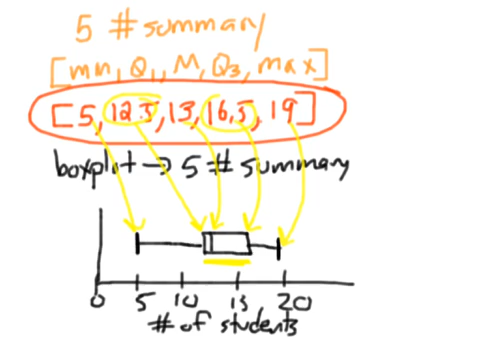 5 # summary
[mn, Q₁, M, Q₃, max]
[5, 12.5, 13, 16.5, 19]
boxplot → 5 # summary
0 5 10 15 20
# of students